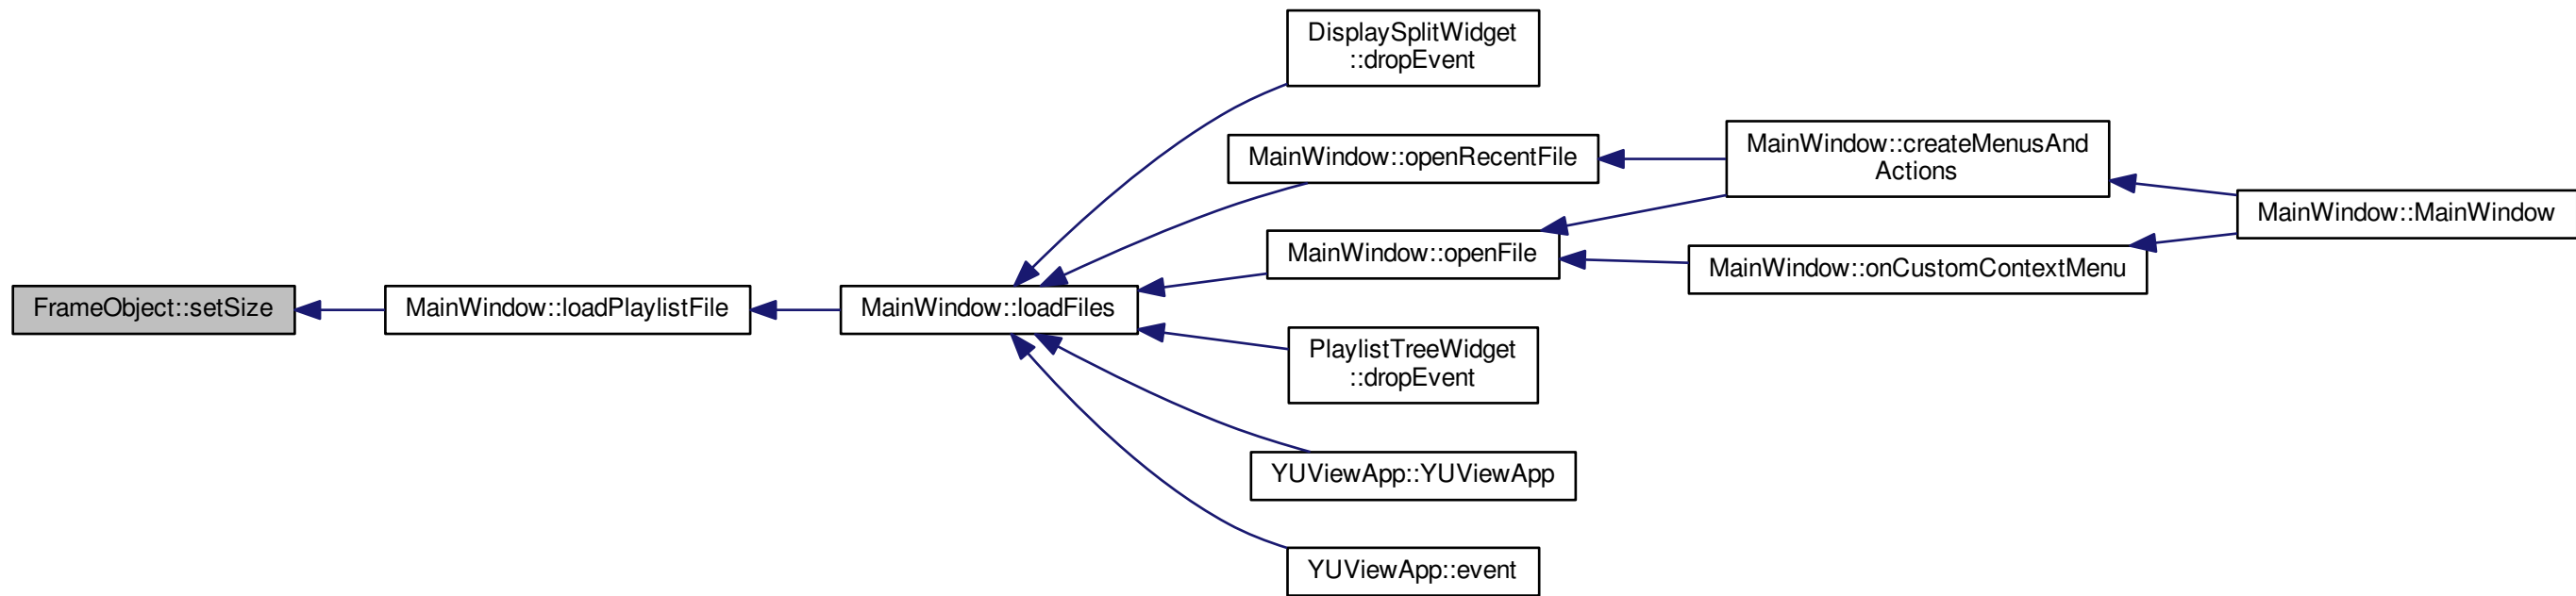 DisplaySplitWidget
::dropEvent
MainWindow::openRecentFile
MainWindow::createMenusAnd
Actions
MainWindow::MainWindow
MainWindow::openFile
MainWindow::onCustomContextMenu
FrameObject::setSize
MainWindow::loadPlaylistFile
MainWindow::loadFiles
PlaylistTreeWidget
::dropEvent
YUViewApp::YUViewApp
YUViewApp::event